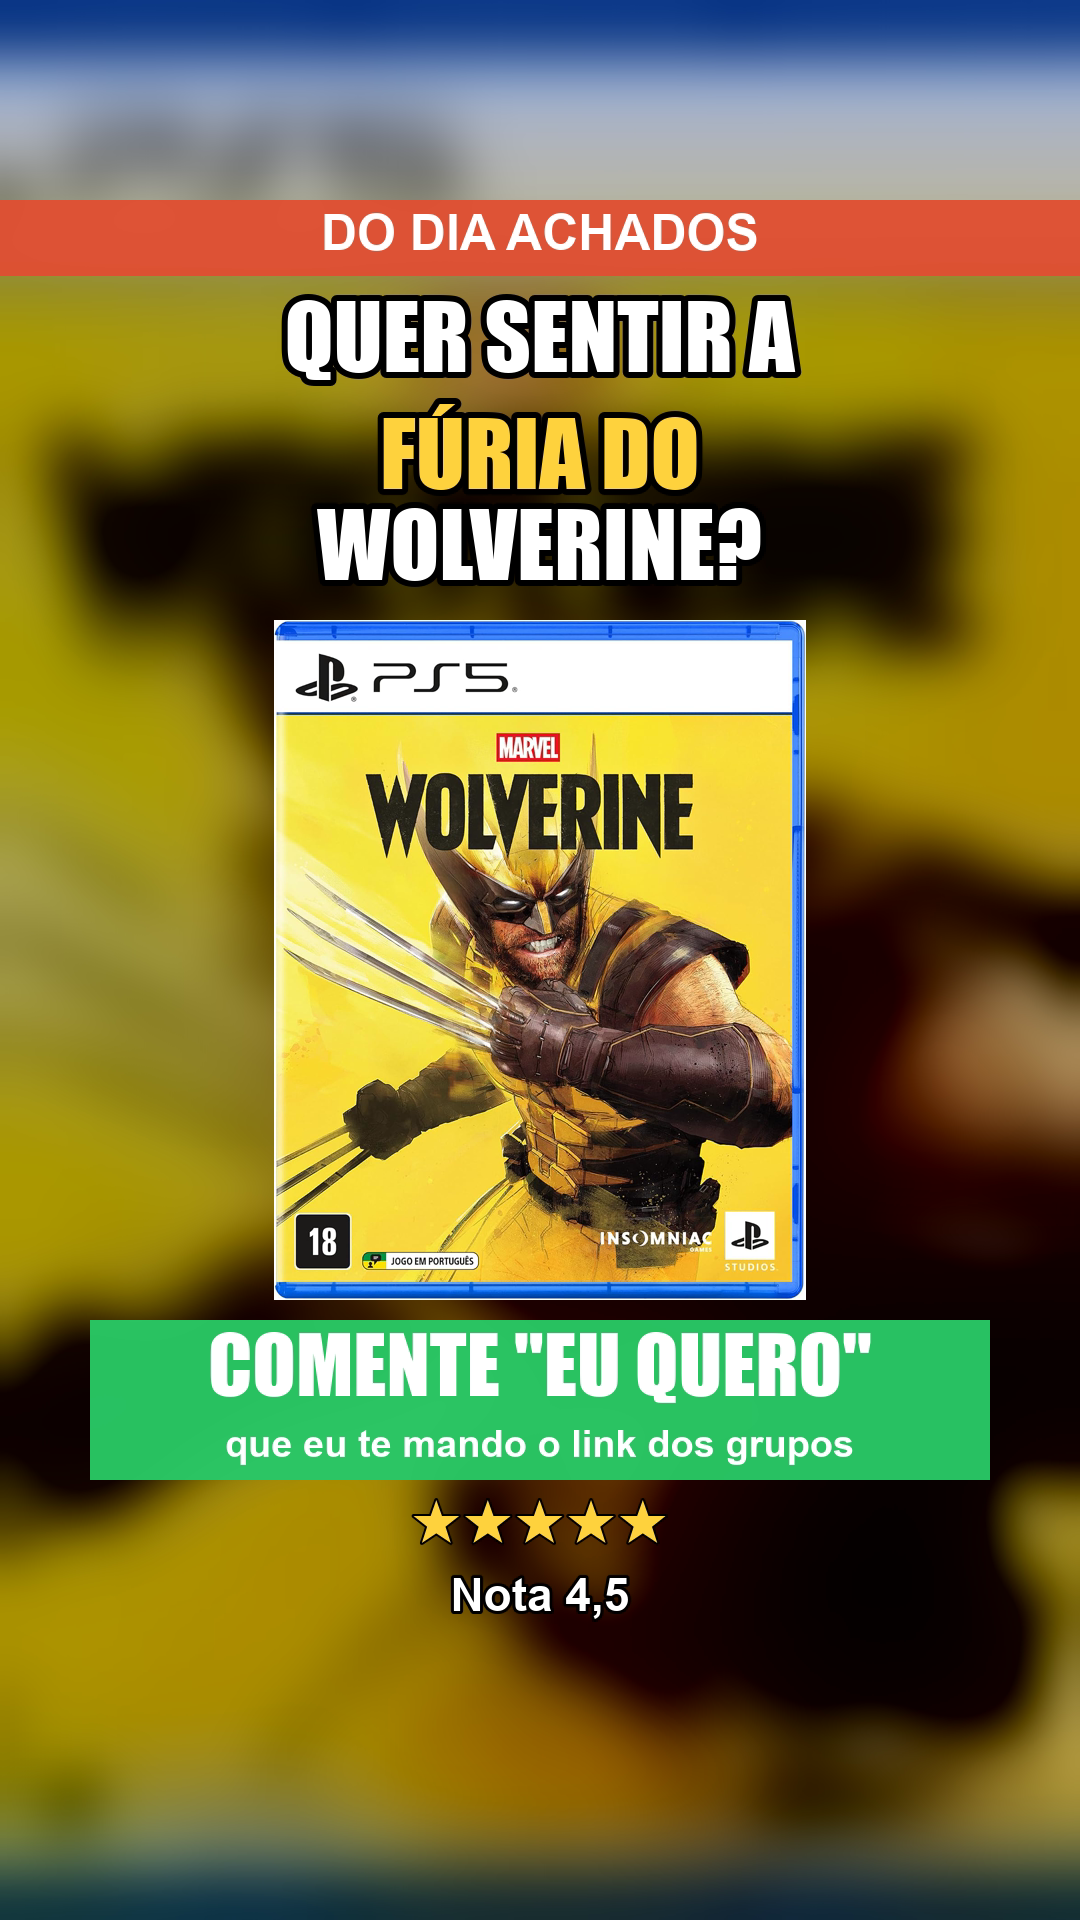 DO DIA ACHADOS
QUER SENTIR A
FÚRIA DO
WOLVERINE?
PS5
MARVEL
WOLVERINE
18
JOGO EM PORTUGUÊS
INSOMNIAC
GAMES
STUDIOS
COMENTE "EU QUERO"
que eu te mando o link dos grupos
Nota 4,5